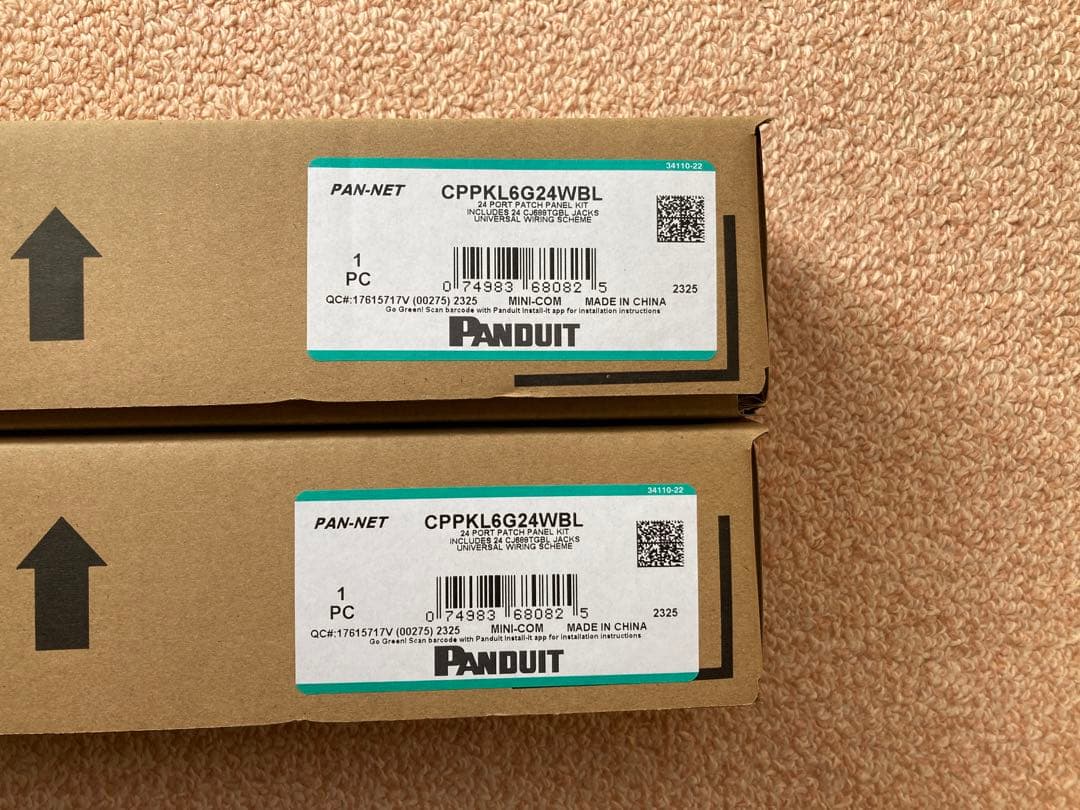 34110-22
PAN-NET CPPKL6G24WBL
24 PORT PATCH PANEL KIT
INCLUDES 24 CJ688TGBL JACKS
UNIVERSAL WIRING SCHEME
1
PC
0 74983 68082 5
2325
QC#:17615717V (00275) 2325 MINI-COM MADE IN CHINA
Go Green! Scan barcode with Panduit Install-It app for installation instructions
PANDUIT
34110-22
PAN-NET CPPKL6G24WBL
24 PORT PATCH PANEL KIT
INCLUDES 24 CJ688TGBL JACKS
UNIVERSAL WIRING SCHEME
1
PC
0 74983 68082 5
2325
QC#:17615717V (00275) 2325 MINI-COM MADE IN CHINA
Go Green! Scan barcode with Panduit Install-It app for installation instructions
PANDUIT